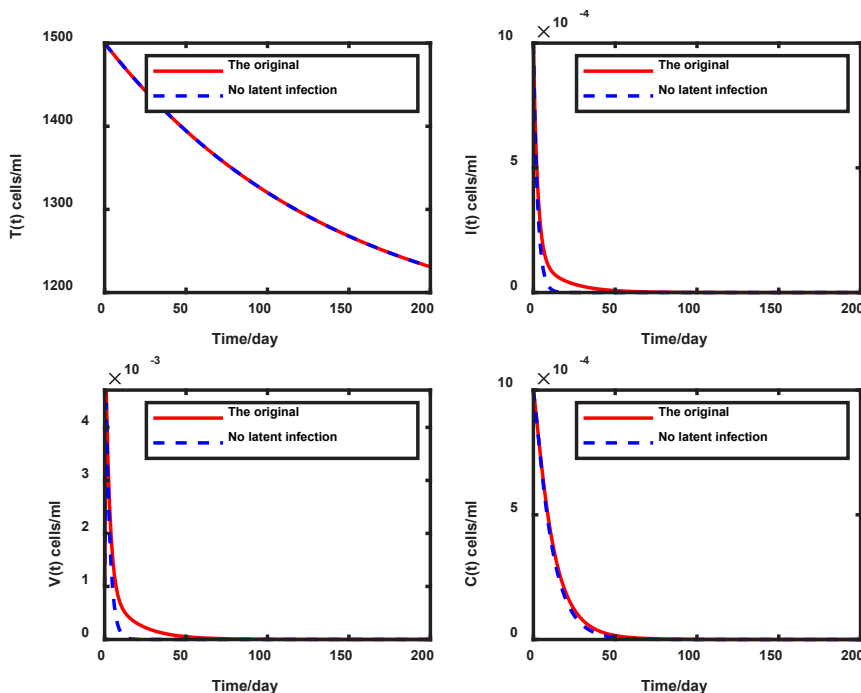 1500
1400
1300
1200
T(t) cells/ml
The original
No latent infection
0 50 100 150 200
Time/day
× 10 -4
10
5
0
I(t) cells/ml
The original
No latent infection
0 50 100 150 200
Time/day
× 10 -3
4
3
2
1
0
V(t) cells/ml
The original
No latent infection
0 50 100 150 200
Time/day
× 10 -4
10
5
0
C(t) cells/ml
The original
No latent infection
0 50 100 150 200
Time/day